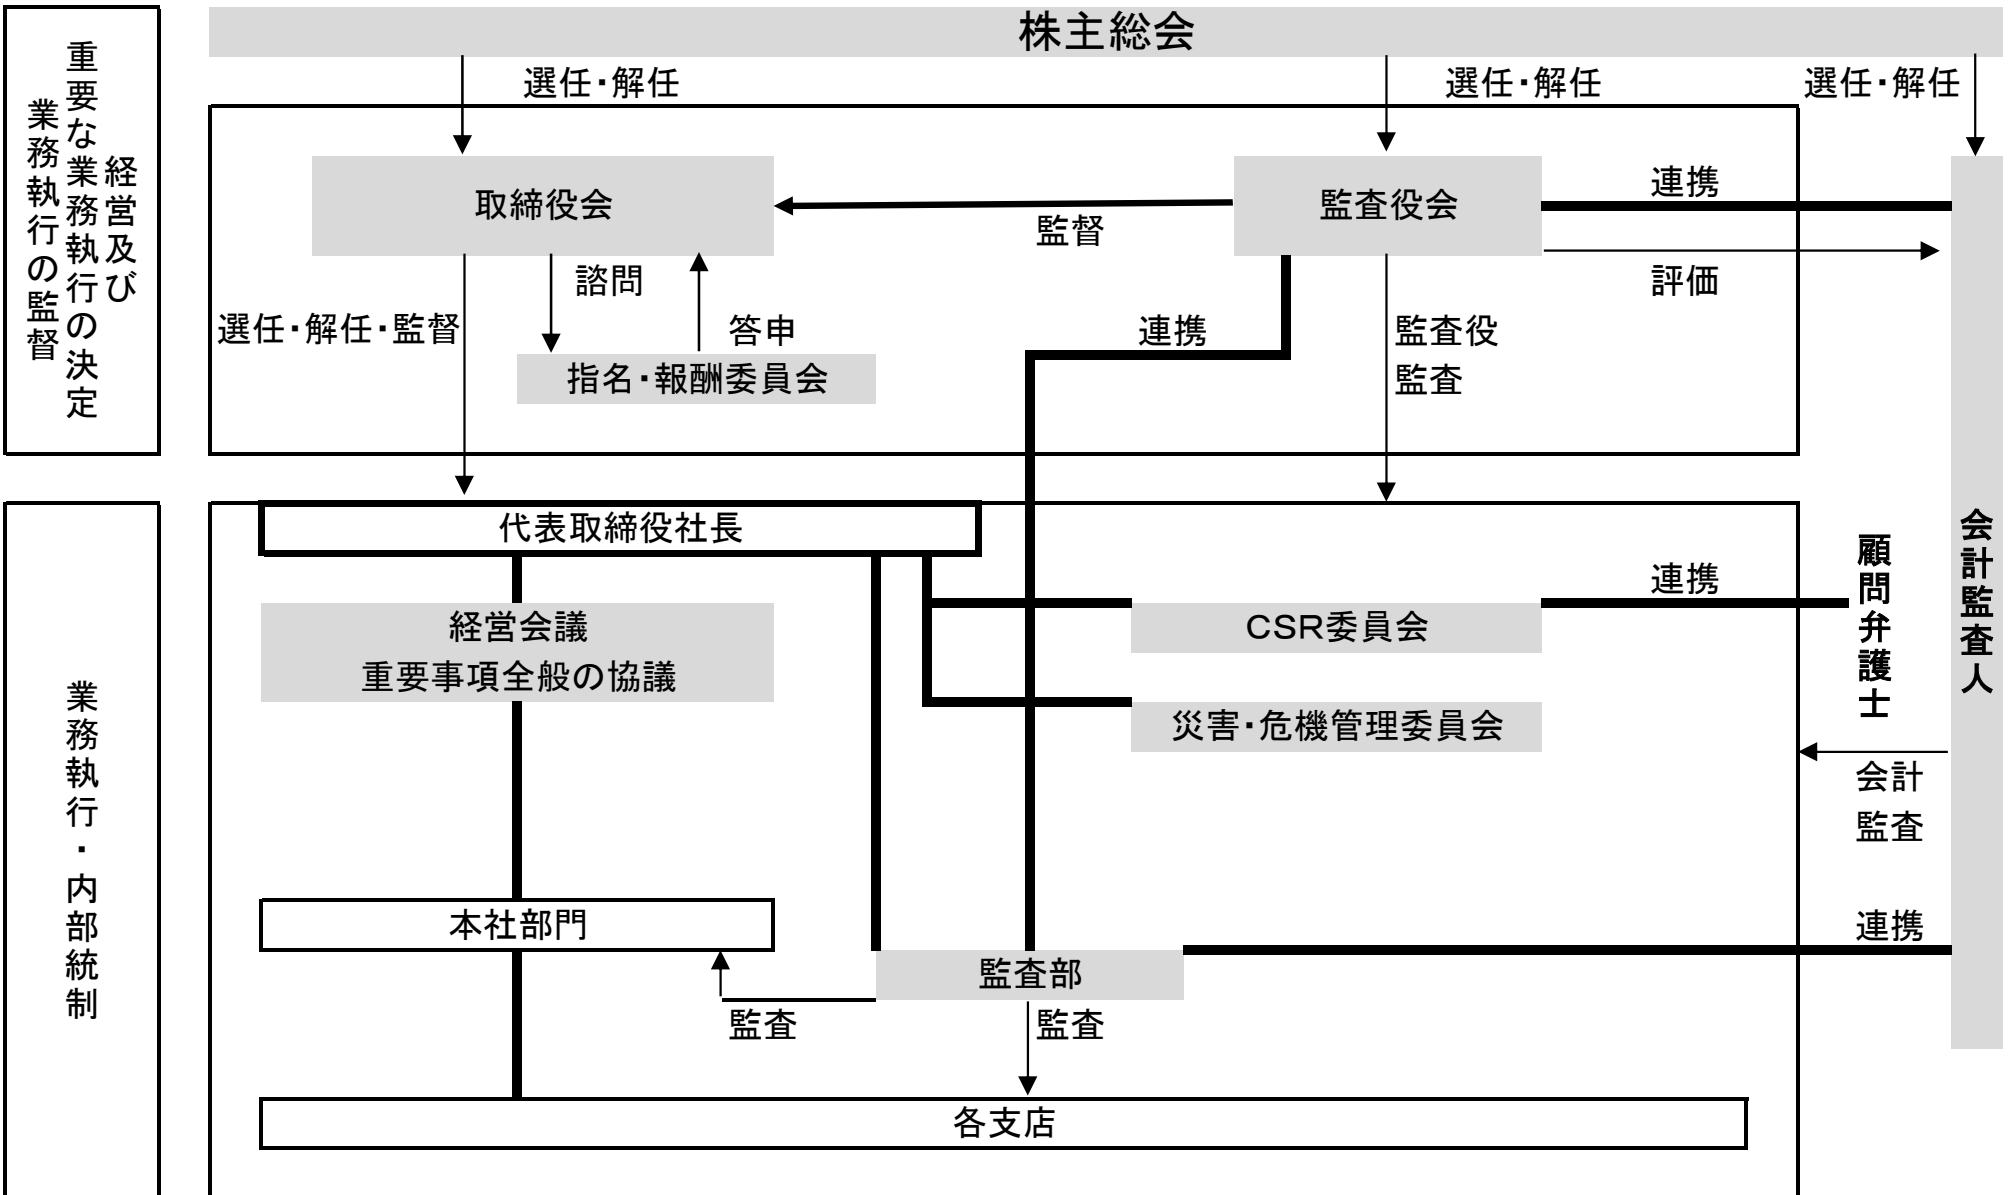 株主総会
選任・解任
選任・解任
選任・解任
経営及び
重要な業務執行の決定
業務執行の監督
取締役会
監査役会
連携
監督
評価
諮問
答申
選任・解任・監督
連携
監査役
監査
指名・報酬委員会
代表取締役社長
経営会議
重要事項全般の協議
CSR委員会
連携
顧問弁護士
会計監査人
災害・危機管理委員会
会計
監査
業務執行・内部統制
本社部門
連携
監査部
監査
監査
各支店